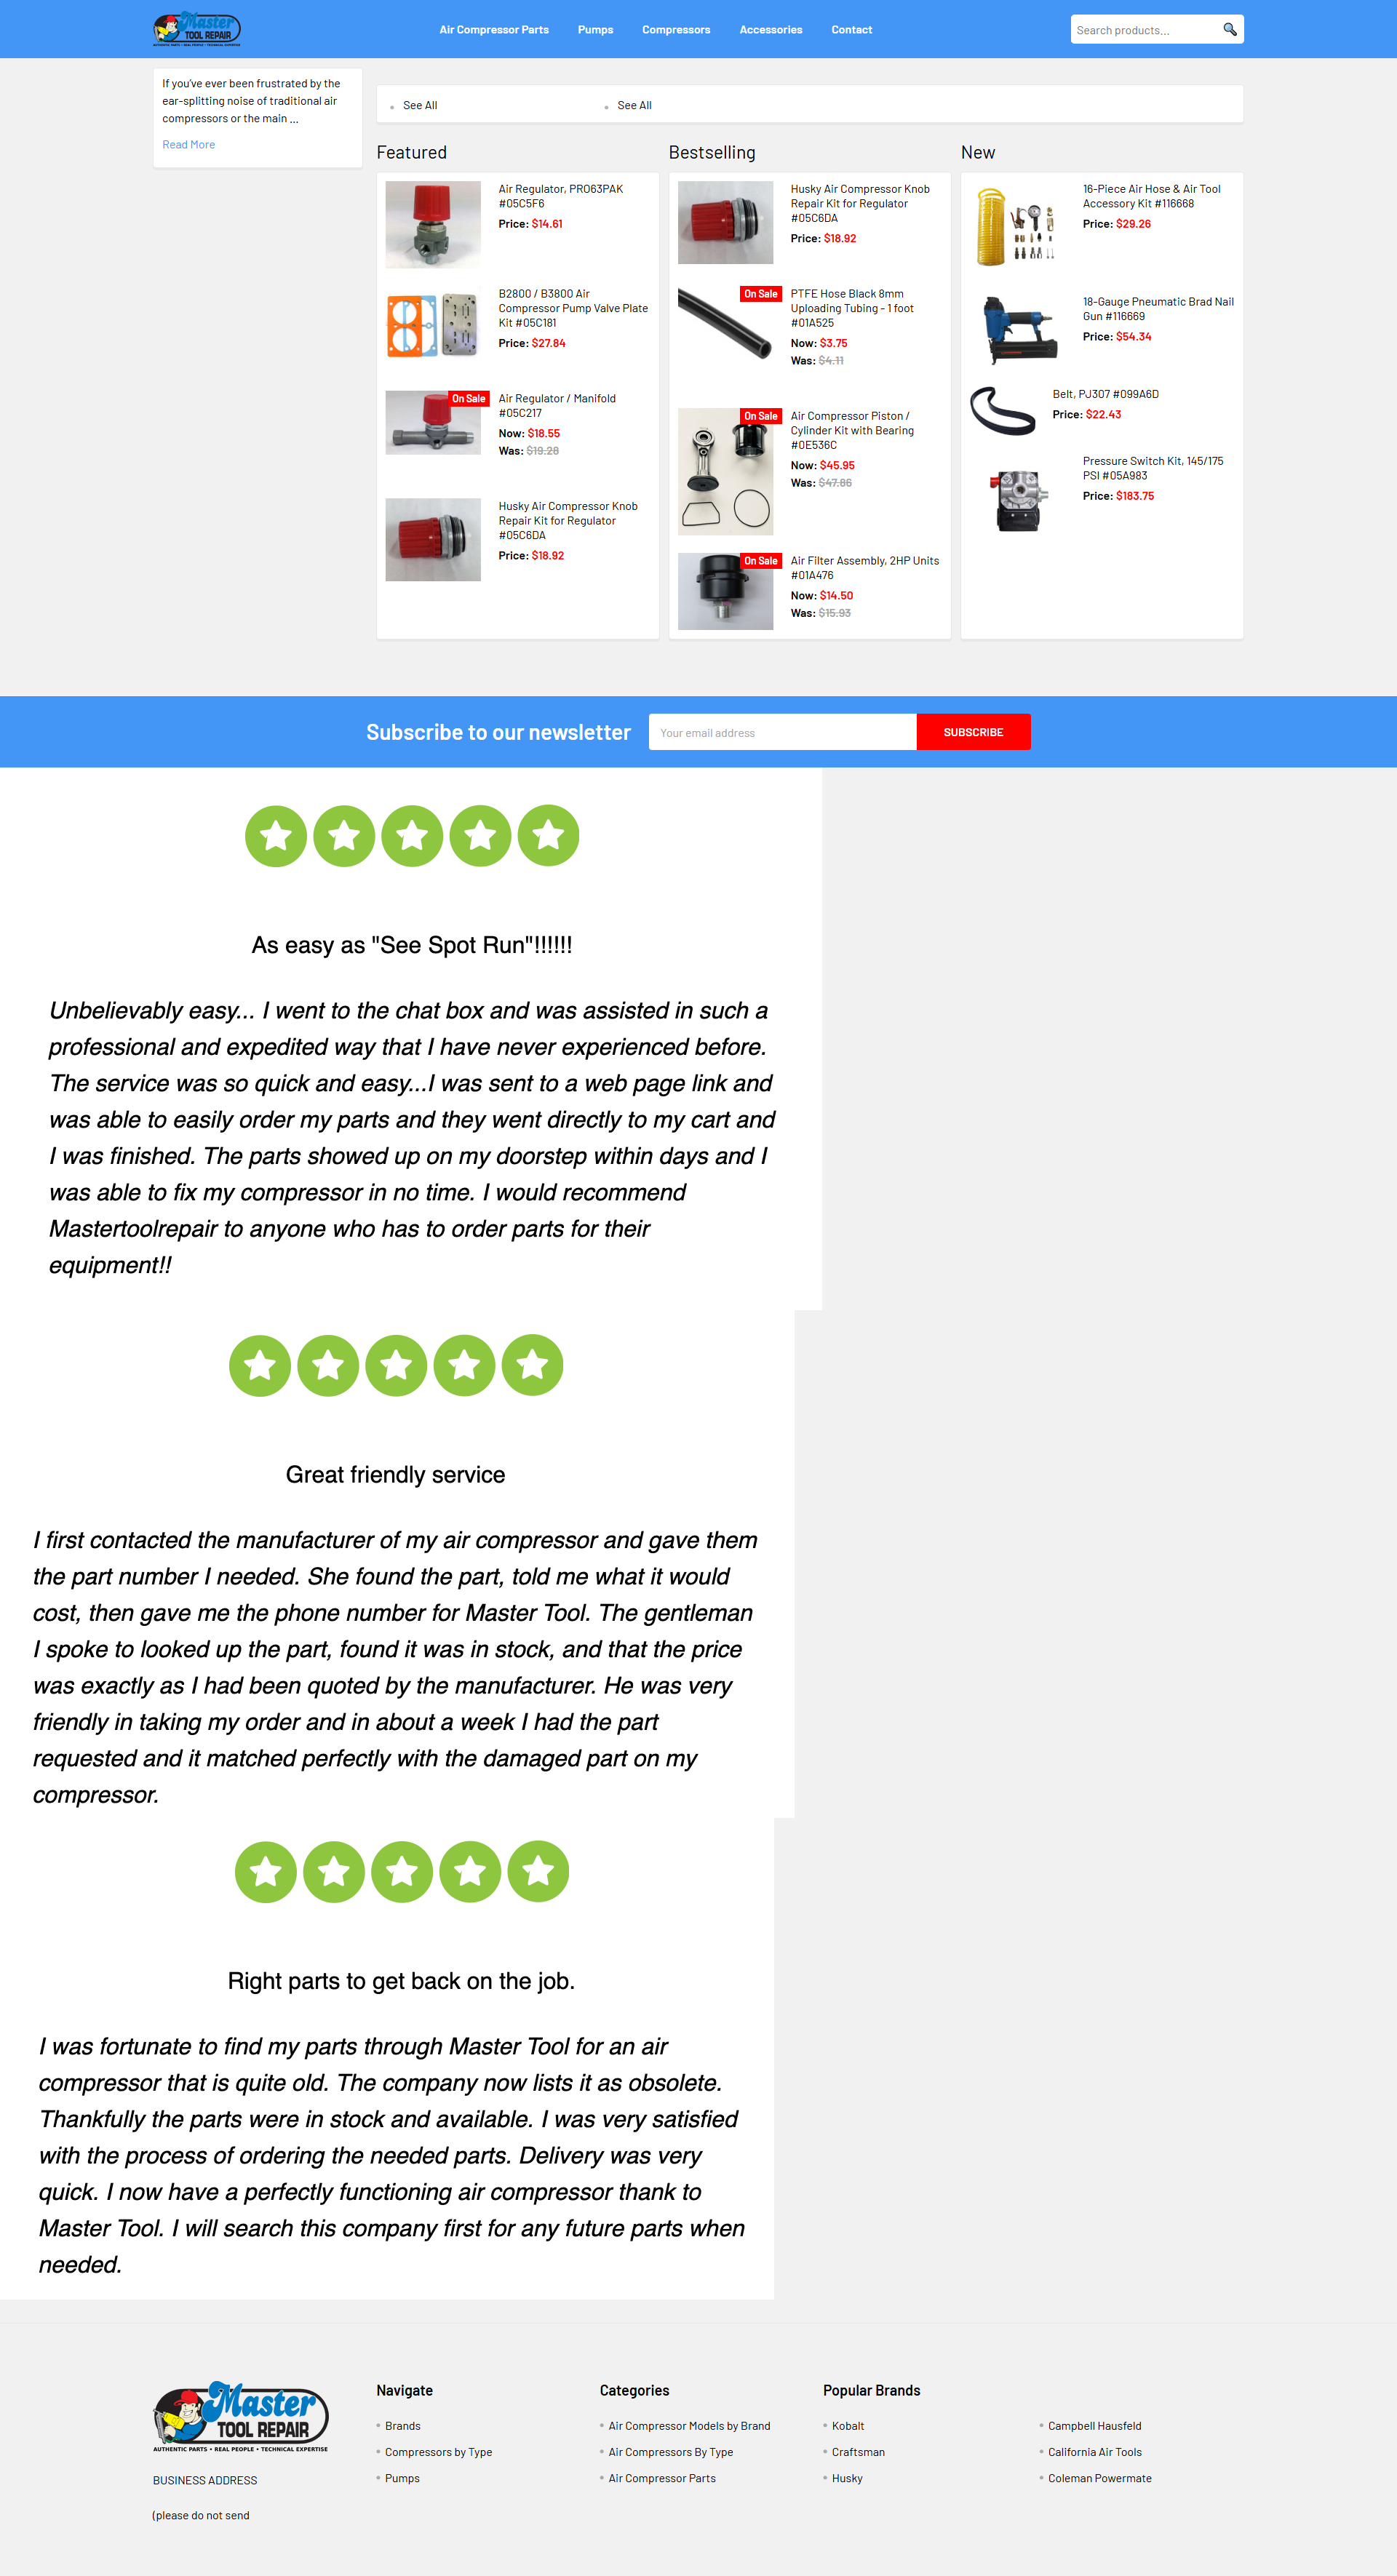 Master
TOOL REPAIR
AUTHENTIC PARTS • REAL PEOPLE • TECHNICAL EXPERTISE
Air Compressor Parts
Pumps
Compressors
Accessories
Contact
Search products...
If you've ever been frustrated by the
ear-splitting noise of traditional air
compressors or the main ...
Read More
See All
See All
Featured
Air Regulator, PRO63PAK
#05C5F6
Price: $14.61
B2800 / B3800 Air
Compressor Pump Valve Plate
Kit #05C181
Price: $27.84
On Sale
Air Regulator / Manifold
#05C217
Now: $18.55
Was: $19.28
Husky Air Compressor Knob
Repair Kit for Regulator
#05C6DA
Price: $18.92
Bestselling
Husky Air Compressor Knob
Repair Kit for Regulator
#05C6DA
Price: $18.92
On Sale
PTFE Hose Black 8mm
Uploading Tubing - 1 foot
#01A525
Now: $3.75
Was: $4.11
On Sale
Air Compressor Piston /
Cylinder Kit with Bearing
#0E536C
Now: $45.95
Was: $47.86
On Sale
Air Filter Assembly, 2HP Units
#01A476
Now: $14.50
Was: $15.93
New
16-Piece Air Hose & Air Tool
Accessory Kit #116668
Price: $29.26
18-Gauge Pneumatic Brad Nail
Gun #116669
Price: $54.34
Belt, PJ307 #099A6D
Price: $22.43
Pressure Switch Kit, 145/175
PSI #05A983
Price: $183.75
Subscribe to our newsletter
Your email address
SUBSCRIBE
As easy as "See Spot Run"!!!!!!
Unbelievably easy... I went to the chat box and was assisted in such a
professional and expedited way that I have never experienced before.
The service was so quick and easy...I was sent to a web page link and
was able to easily order my parts and they went directly to my cart and
I was finished. The parts showed up on my doorstep within days and I
was able to fix my compressor in no time. I would recommend
Mastertoolrepair to anyone who has to order parts for their
equipment!!
Great friendly service
I first contacted the manufacturer of my air compressor and gave them
the part number I needed. She found the part, told me what it would
cost, then gave me the phone number for Master Tool. The gentleman
I spoke to looked up the part, found it was in stock, and that the price
was exactly as I had been quoted by the manufacturer. He was very
friendly in taking my order and in about a week I had the part
requested and it matched perfectly with the damaged part on my
compressor.
Right parts to get back on the job.
I was fortunate to find my parts through Master Tool for an air
compressor that is quite old. The company now lists it as obsolete.
Thankfully the parts were in stock and available. I was very satisfied
with the process of ordering the needed parts. Delivery was very
quick. I now have a perfectly functioning air compressor thank to
Master Tool. I will search this company first for any future parts when
needed.
Master
TOOL REPAIR
AUTHENTIC PARTS • REAL PEOPLE • TECHNICAL EXPERTISE
BUSINESS ADDRESS
(please do not send
Navigate
Brands
Compressors by Type
Pumps
Categories
Air Compressor Models by Brand
Air Compressors By Type
Air Compressor Parts
Popular Brands
Kobalt
Craftsman
Husky
Campbell Hausfeld
California Air Tools
Coleman Powermate